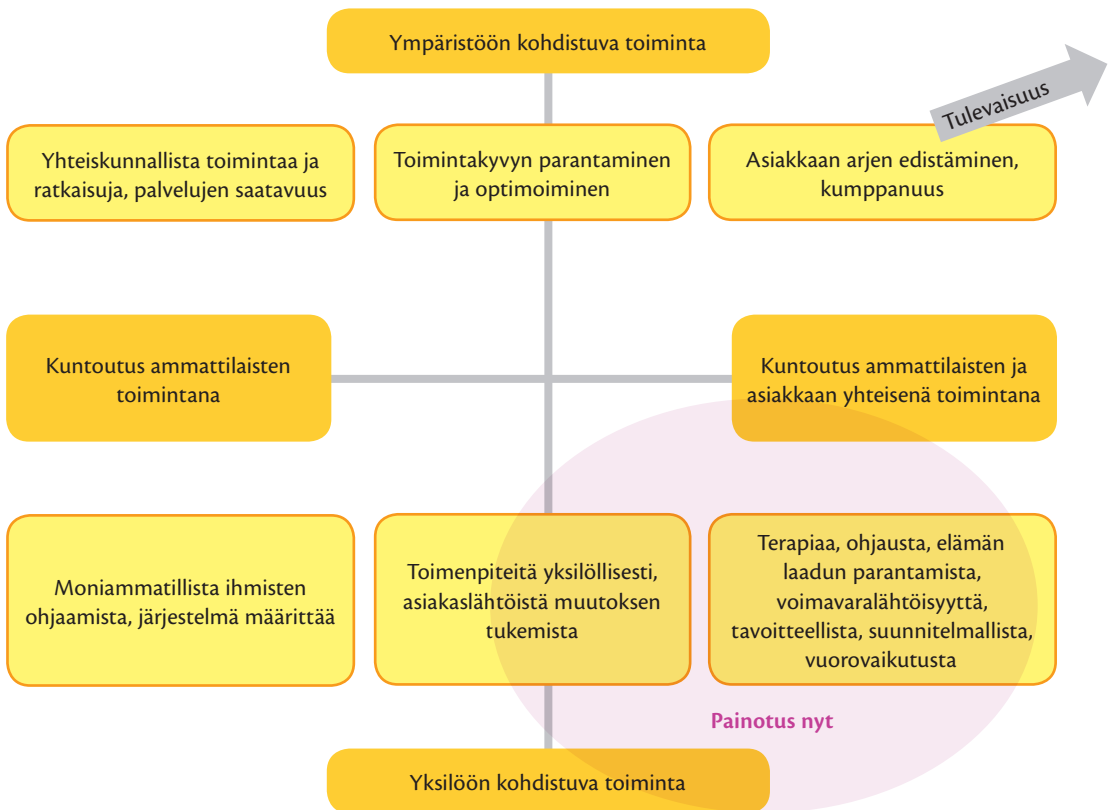 Ympäristöön kohdistuva toiminta
Tulevaisuus
Yhteiskunnallista toimintaa ja
ratkaisuja, palvelujen saatavuus
Toimintakyvyn parantaminen
ja optimoiminen
Asiakkaan arjen edistäminen,
kumppanuus
Kuntoutus ammattilaisten
toimintana
Kuntoutus ammattilaisten ja
asiakkaan yhteisenä toimintana
Moniammatillista ihmisten
ohjaamista, järjestelmä määrittää
Toimenpiteitä yksilöllisesti,
asiakaslähtöistä muutoksen
tukemista
Terapiaa, ohjausta, elämän
laadun parantamista,
voimavaralähtöisyyttä,
tavoitteellista, suunnitelmallista,
vuorovaikutusta
Painotus nyt
Yksilöön kohdistuva toiminta